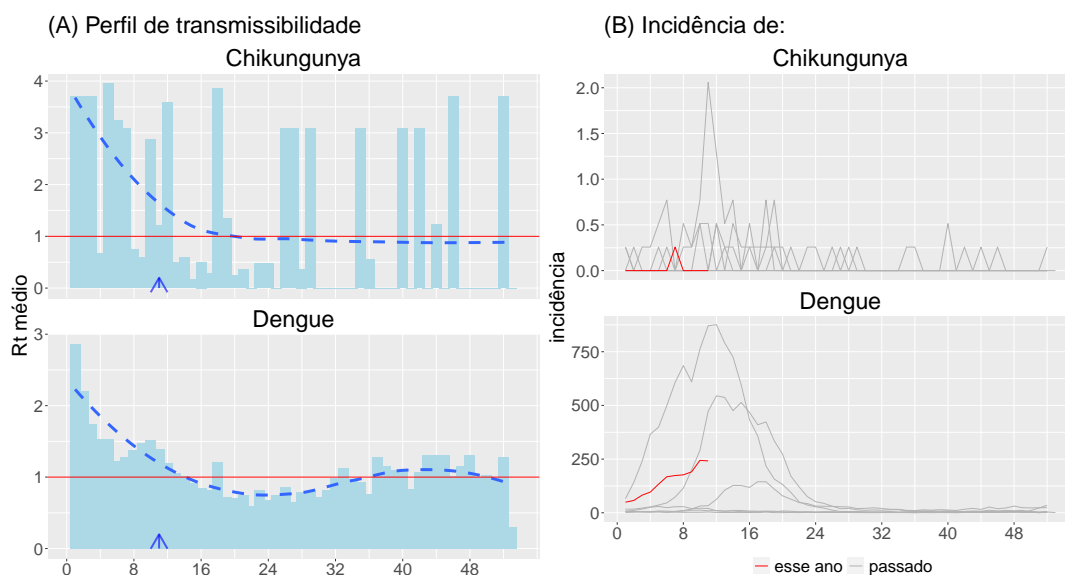 (A) Perfil de transmissibilidade
Chikungunya
4
3
2
1
0
Dengue
3
2
1
0
0 8 16 24 32 40 48
Rt médio
(B) Incidência de:
Chikungunya
2.0
1.5
1.0
0.5
0.0
Dengue
750
500
250
0
0 8 16 24 32 40 48
incidência
esse ano passado